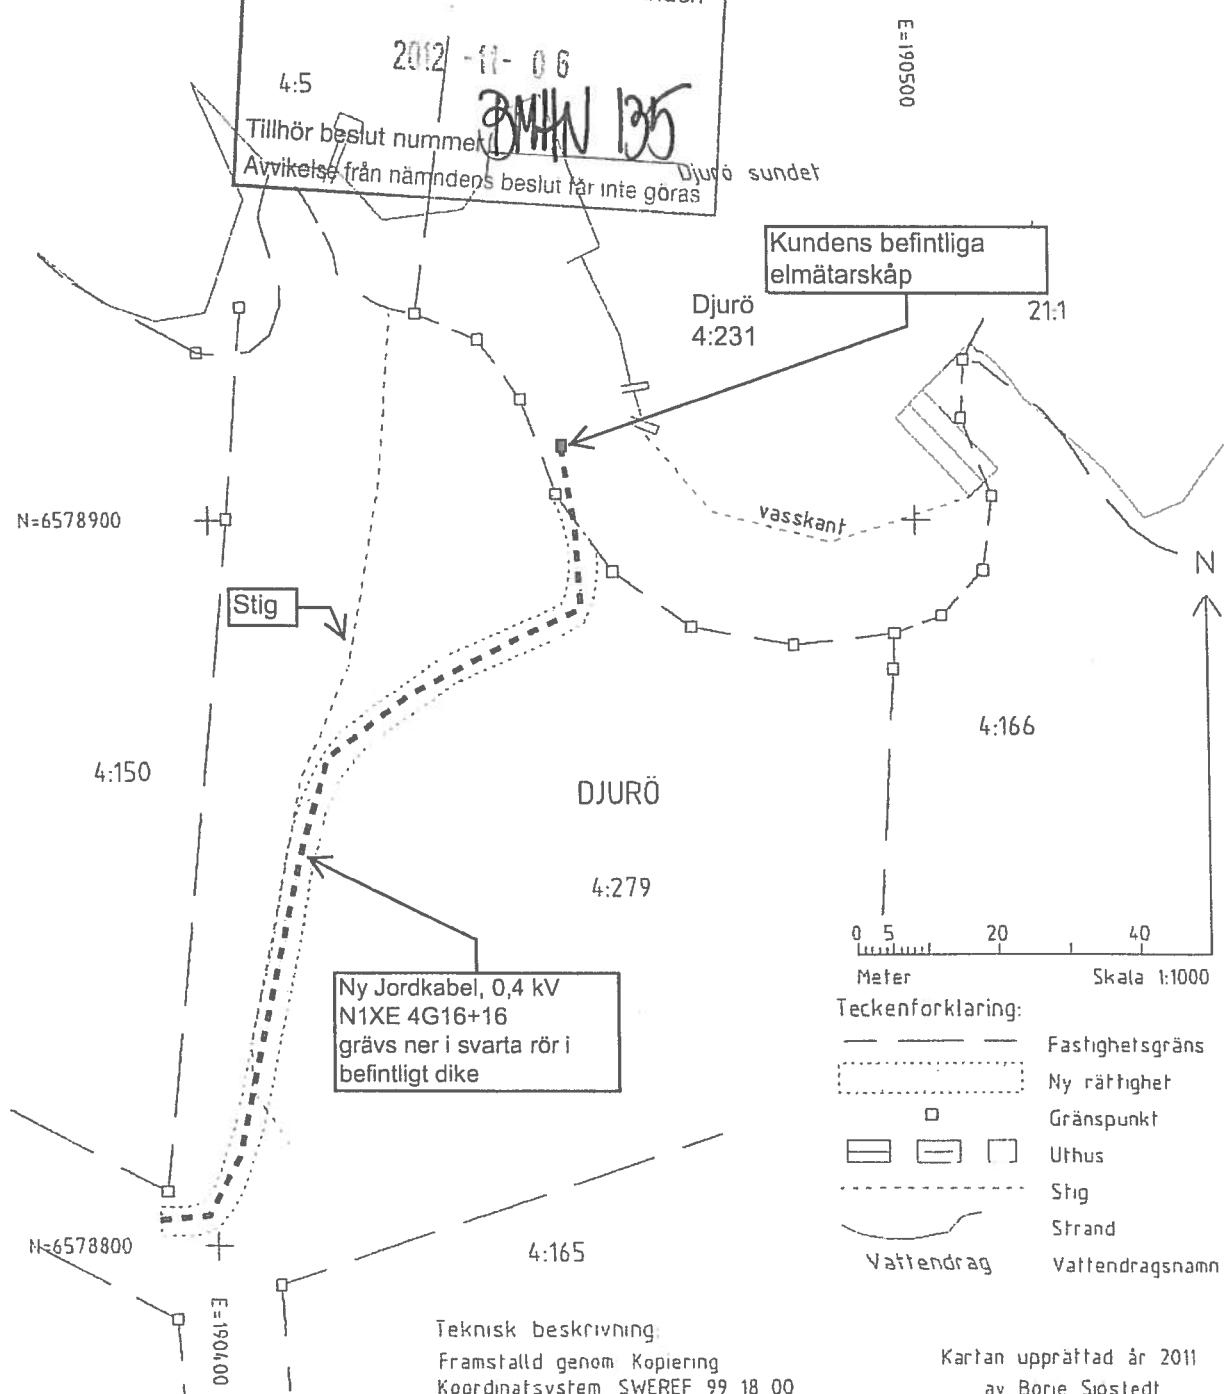 2012 -11- 06
4:5
BMHN 135
Tillhör beslut nummer
Avvikelse från nämndens beslut får inte göras
E=190500
Djurö sundet
Kundens befintliga
elmätarskåp
Djurö
4:231
21:1
N=6578900
vasskant
N
Stig
4:166
4:150
DJURÖ
4:279
0 5 20 40
Meter Skala 1:1000
Ny Jordkabel, 0,4 kV
N1XE 4G16+16
grävs ner i svarta rör i
befintligt dike
Teckenforklaring:
Fastighetsgräns
Ny rättighet
Gränspunkt
Uthus
Stig
Strand
Vattendrag Vattendragsnamn
N=6578800
4:165
E=190400
Teknisk beskrivning
Framstalld genom Kopiering
Koordinatsystem SWEREF 99 18 00
Kartan upprättad år 2011
av Börje Sjöstedt